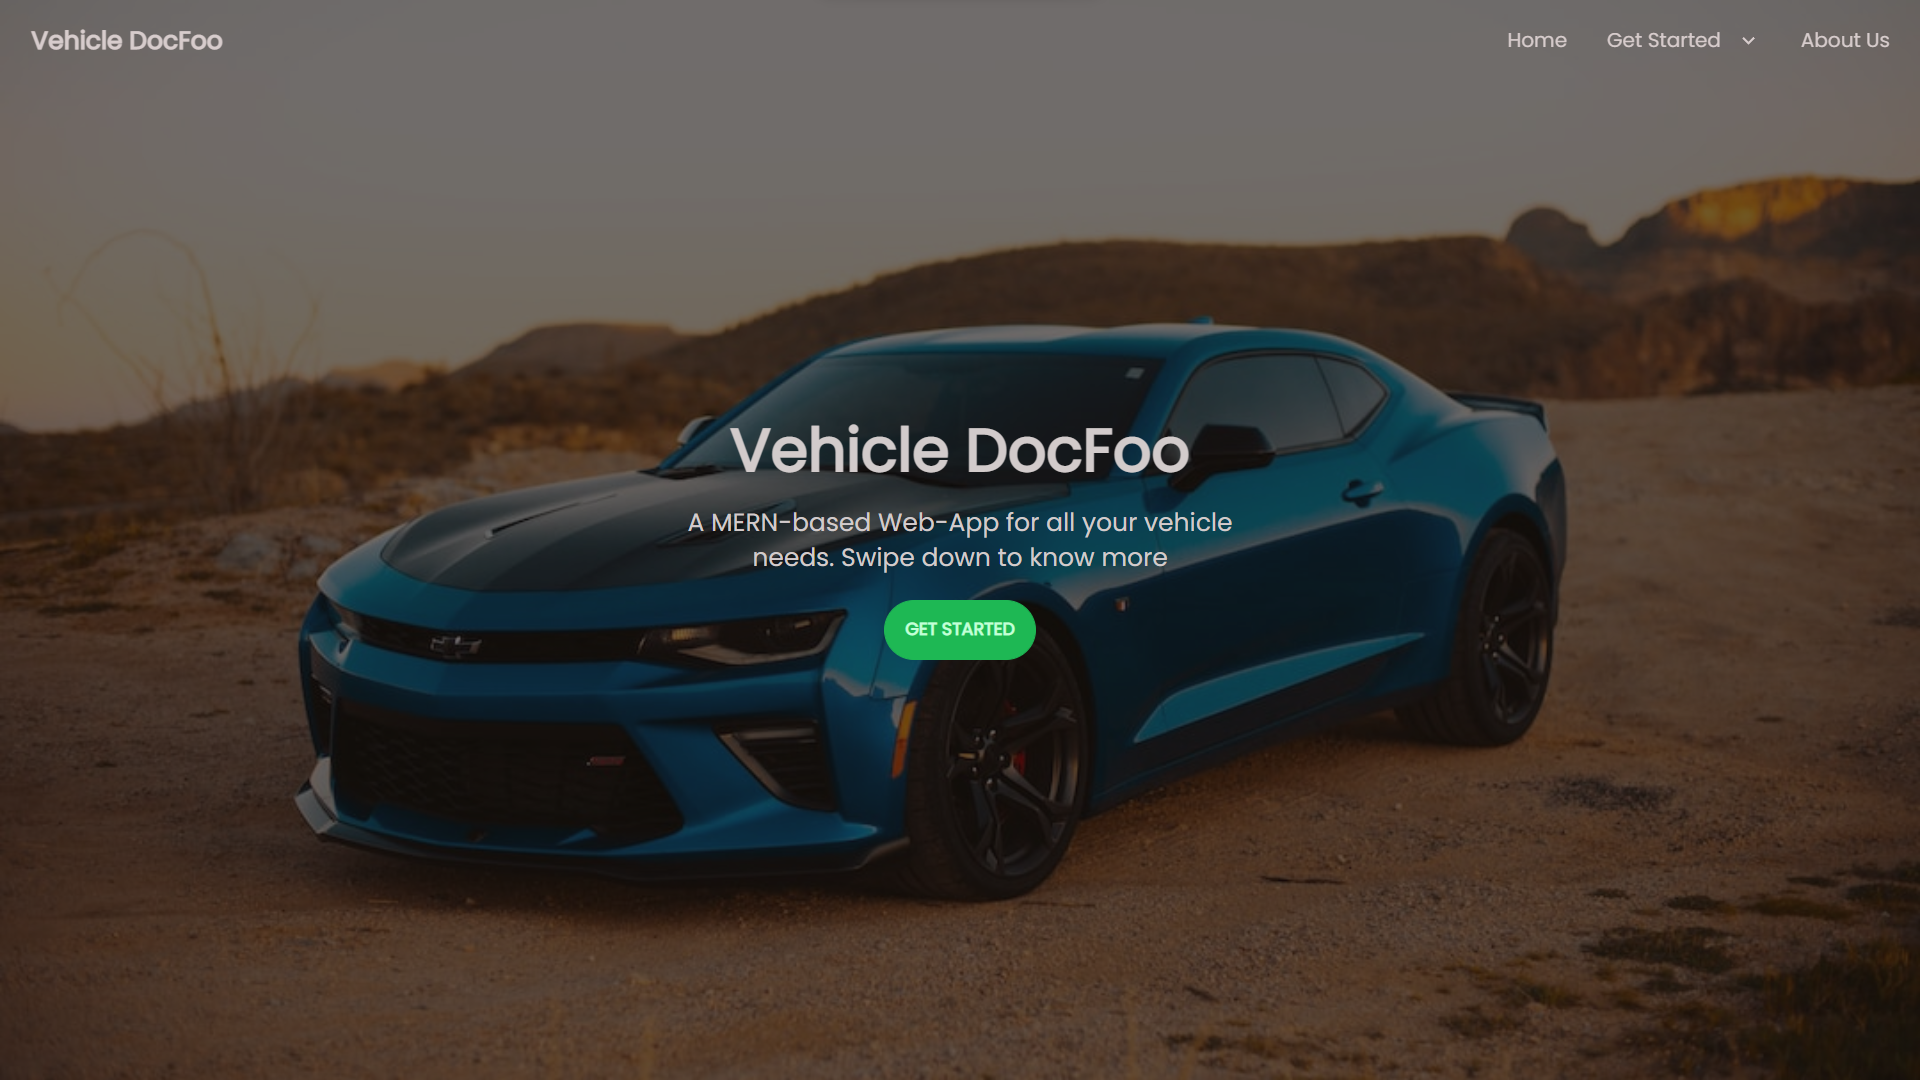 Vehicle DocFoo
Home
Get Started
About Us
Vehicle DocFoo
A MERN-based Web-App for all your vehicle
needs. Swipe down to know more
GET STARTED